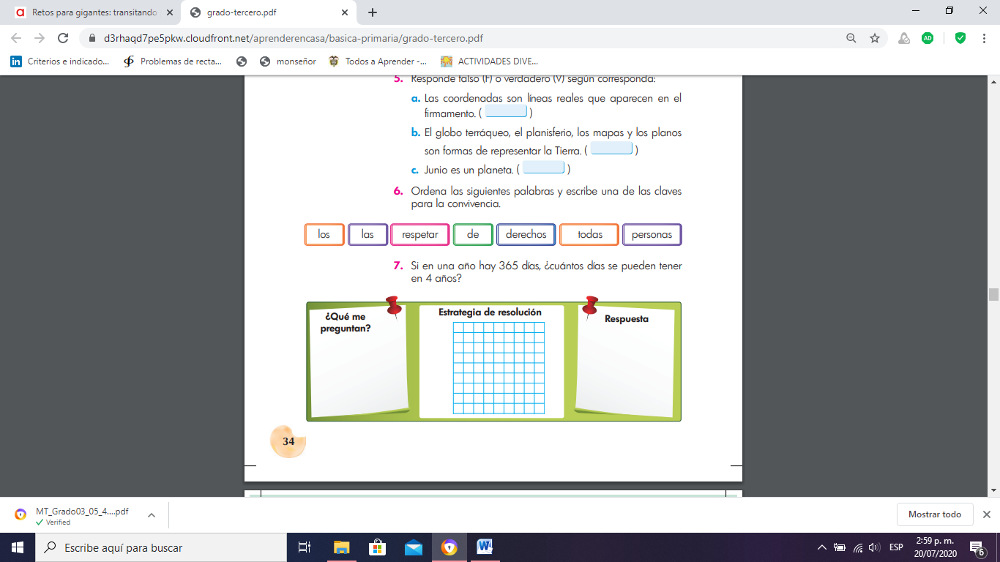 Retos para gigantes: transitando
grado-tercero.pdf
d3rhaqd7pe5pkw.cloudfront.net/aprenderencasa/basica-primaria/grado-tercero.pdf
AD
in Criterios e indicado...
Problemas de recta...
monseñor
Todos a Aprender -...
ACTIVIDADES DIVE...
5. Responde falso (F) o verdadero (V) según corresponda:
a. Las coordenadas son líneas reales que aparecen en el
firmamento. ( )
b. El globo terráqueo, el planisferio, los mapas y los planos
son formas de representar la Tierra. ( )
c. Junio es un planeta. ( )
6. Ordena las siguientes palabras y escribe una de las claves
para la convivencia.
los las respetar de derechos todas personas
7. Si en una año hay 365 días, ¿cuántos días se pueden tener
en 4 años?
¿Qué me
preguntan?
Estrategia de resolución
Respuesta
34
MT_Grado03_05_4....pdf
Verified
Mostrar todo
Escribe aquí para buscar
ESP
2:59 p. m.
20/07/2020
6